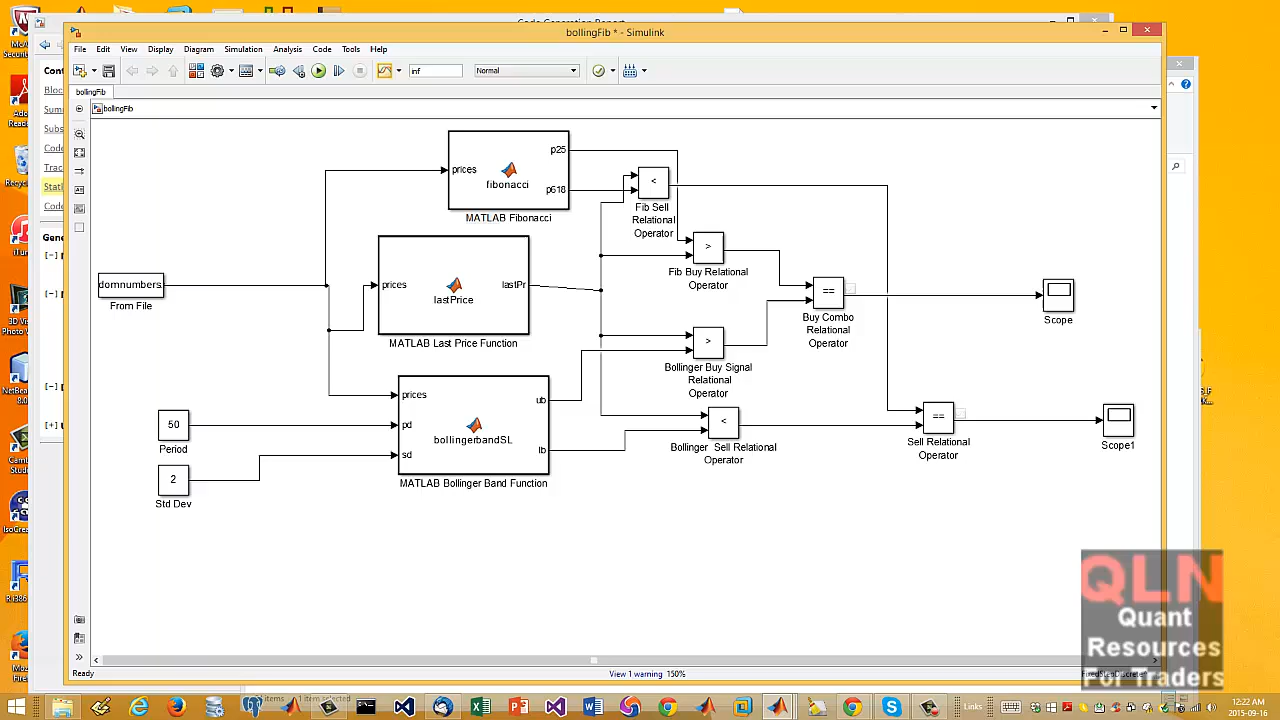 bollingFib * - Simulink
File Edit View Display Diagram Simulation Analysis Code Tools Help
inf
Normal
bollingFib
bollingFib
prices
fibonacci
p25
p618
MATLAB Fibonacci
<
Fib Sell
Relational
Operator
prices
lastPrice
lastPr
MATLAB Last Price Function
>
Fib Buy Relational
Operator
From File
==
Buy Combo
Relational
Operator
Scope
>
Bollinger Buy Signal
Relational
Operator
prices
pd
sd
bollingerbandSL
ub
lb
MATLAB Bollinger Band Function
50
Period
2
Std Dev
<
Bollinger Sell Relational
Operator
==
Sell Relational
Operator
Scope1
QLN
Quant
Resources
For Traders
Ready
View 1 warning 150%
FixedStepDiscrete
Links
12:22 AM
2015-09-16